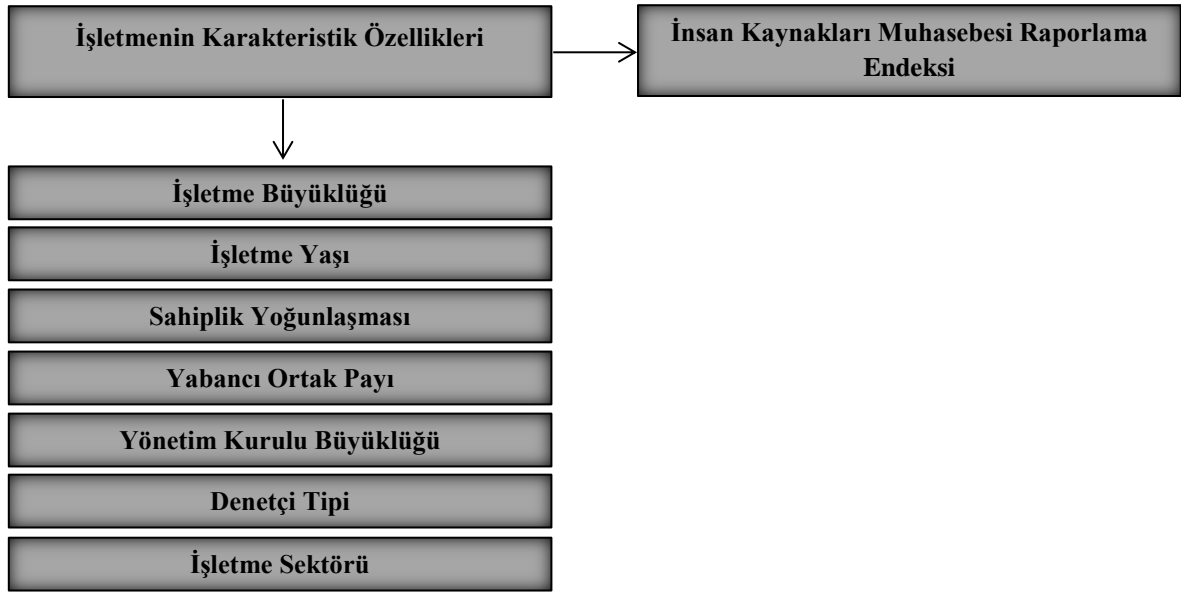 İşletmenin Karakteristik Özellikleri
İnsan Kaynakları Muhasebesi Raporlama
Endeksi
İşletme Büyüklüğü
İşletme Yaşı
Sahiplik Yoğunlaşması
Yabancı Ortak Payı
Yönetim Kurulu Büyüklüğü
Denetçi Tipi
İşletme Sektörü